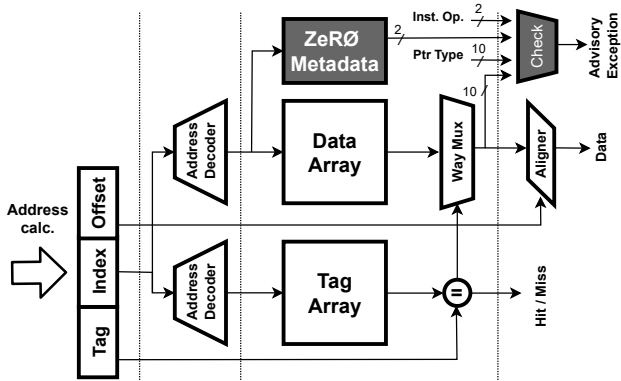 Inst. Op.
2
ZeRØ
Metadata
2
Ptr Type
10
10
Check
Advisory
Exception
Address
Decoder
Data
Array
Way Mux
Aligner
Data
Address
calc.
Offset
Index
Tag
Address
Decoder
Tag
Array
=
Hit / Miss